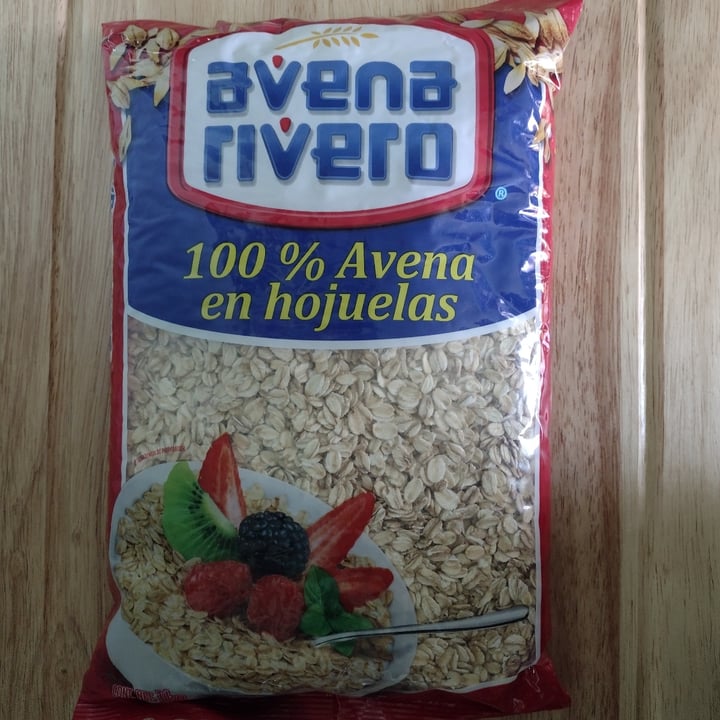 avena
rivero
®
100 % Avena
en hojuelas